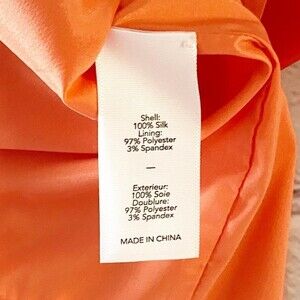 Shell:
100% Silk
Lining:
97% Polyester
3% Spandex
—
Exterieur:
100% Soie
Doublure:
97% Polyester
3% Spandex
MADE IN CHINA